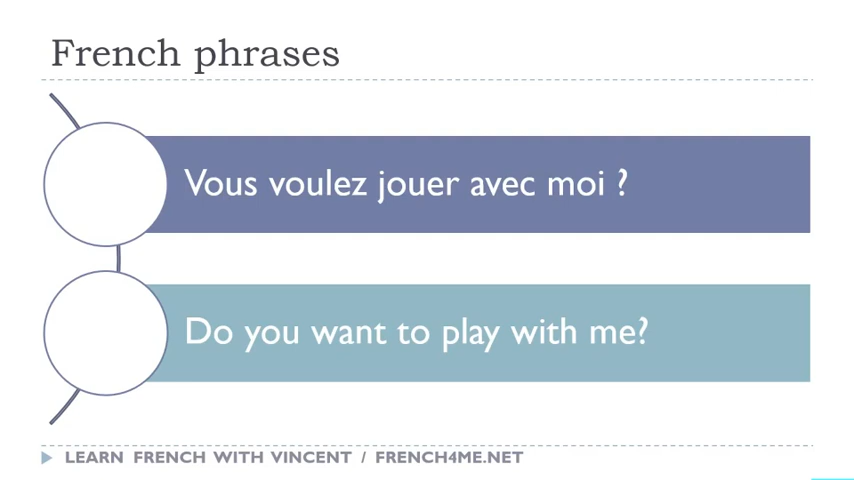 French phrases
Vous voulez jouer avec moi ?
Do you want to play with me?
LEARN FRENCH WITH VINCENT / FRENCH4ME.NET